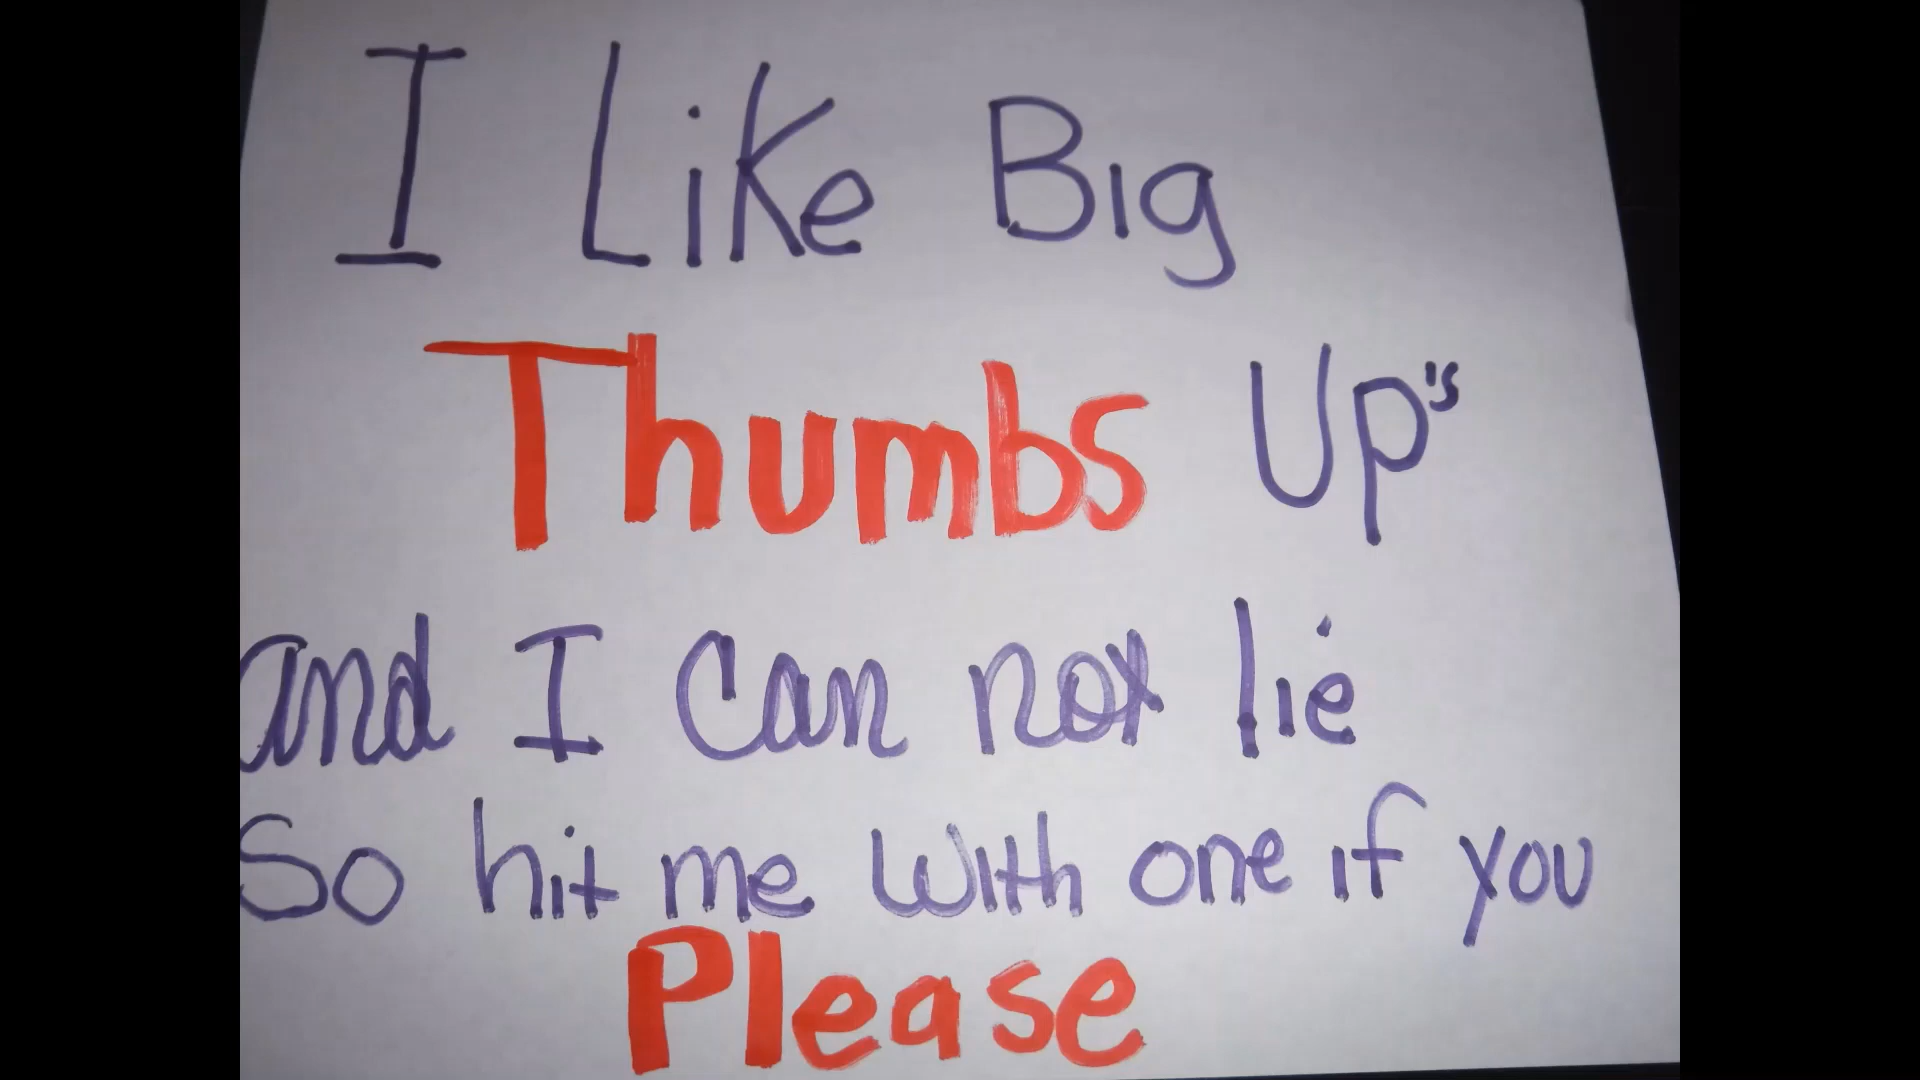 I Like Big
Thumbs Up's
and I Can not lie
So hit me With one if you
Please